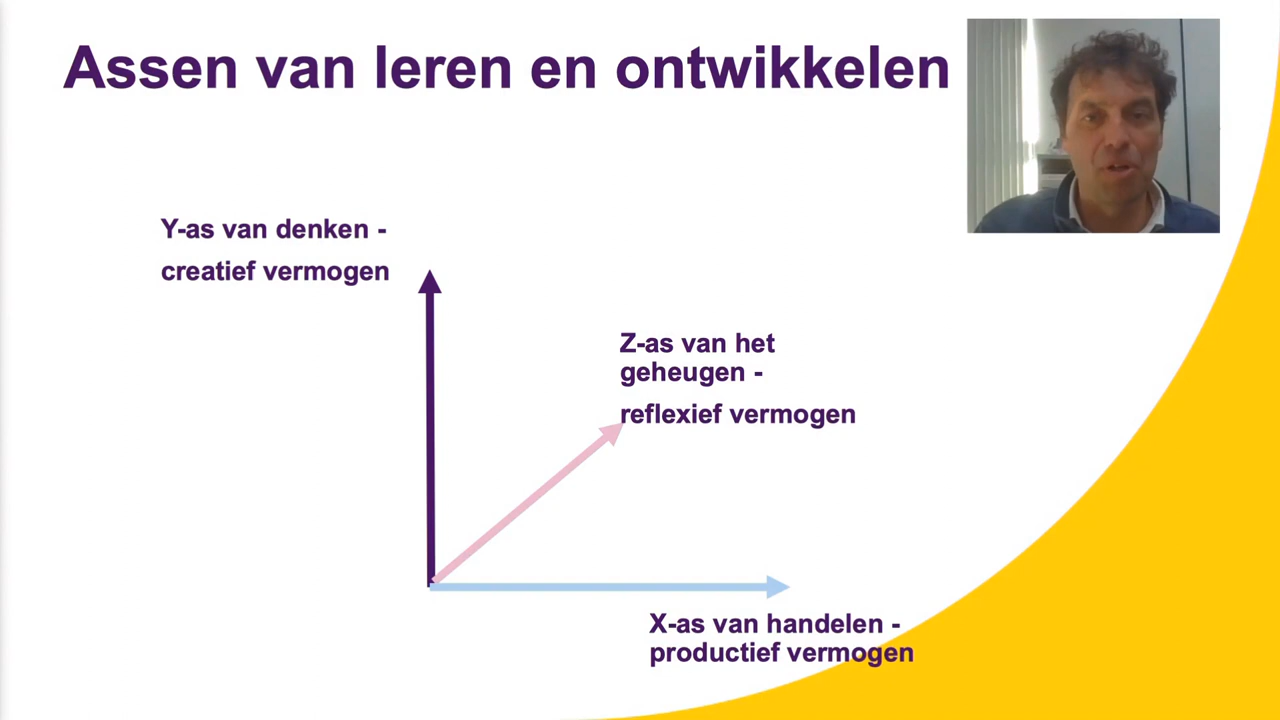 Assen van leren en ontwikkelen
Y-as van denken -
creatief vermogen
Z-as van het
geheugen -
reflexief vermogen
X-as van handelen -
productief vermogen